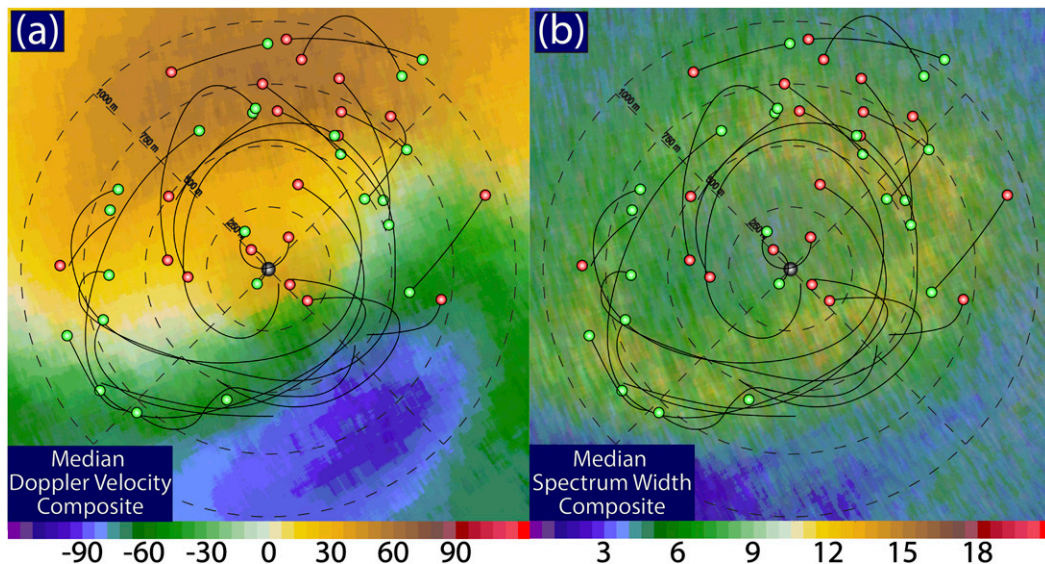 (a)
1000 m
750 m
500 m
250
Median
Doppler Velocity
Composite
-90 -60 -30 0 30 60 90
(b)
1000 m
750 m
500 m
250
Median
Spectrum Width
Composite
3 6 9 12 15 18